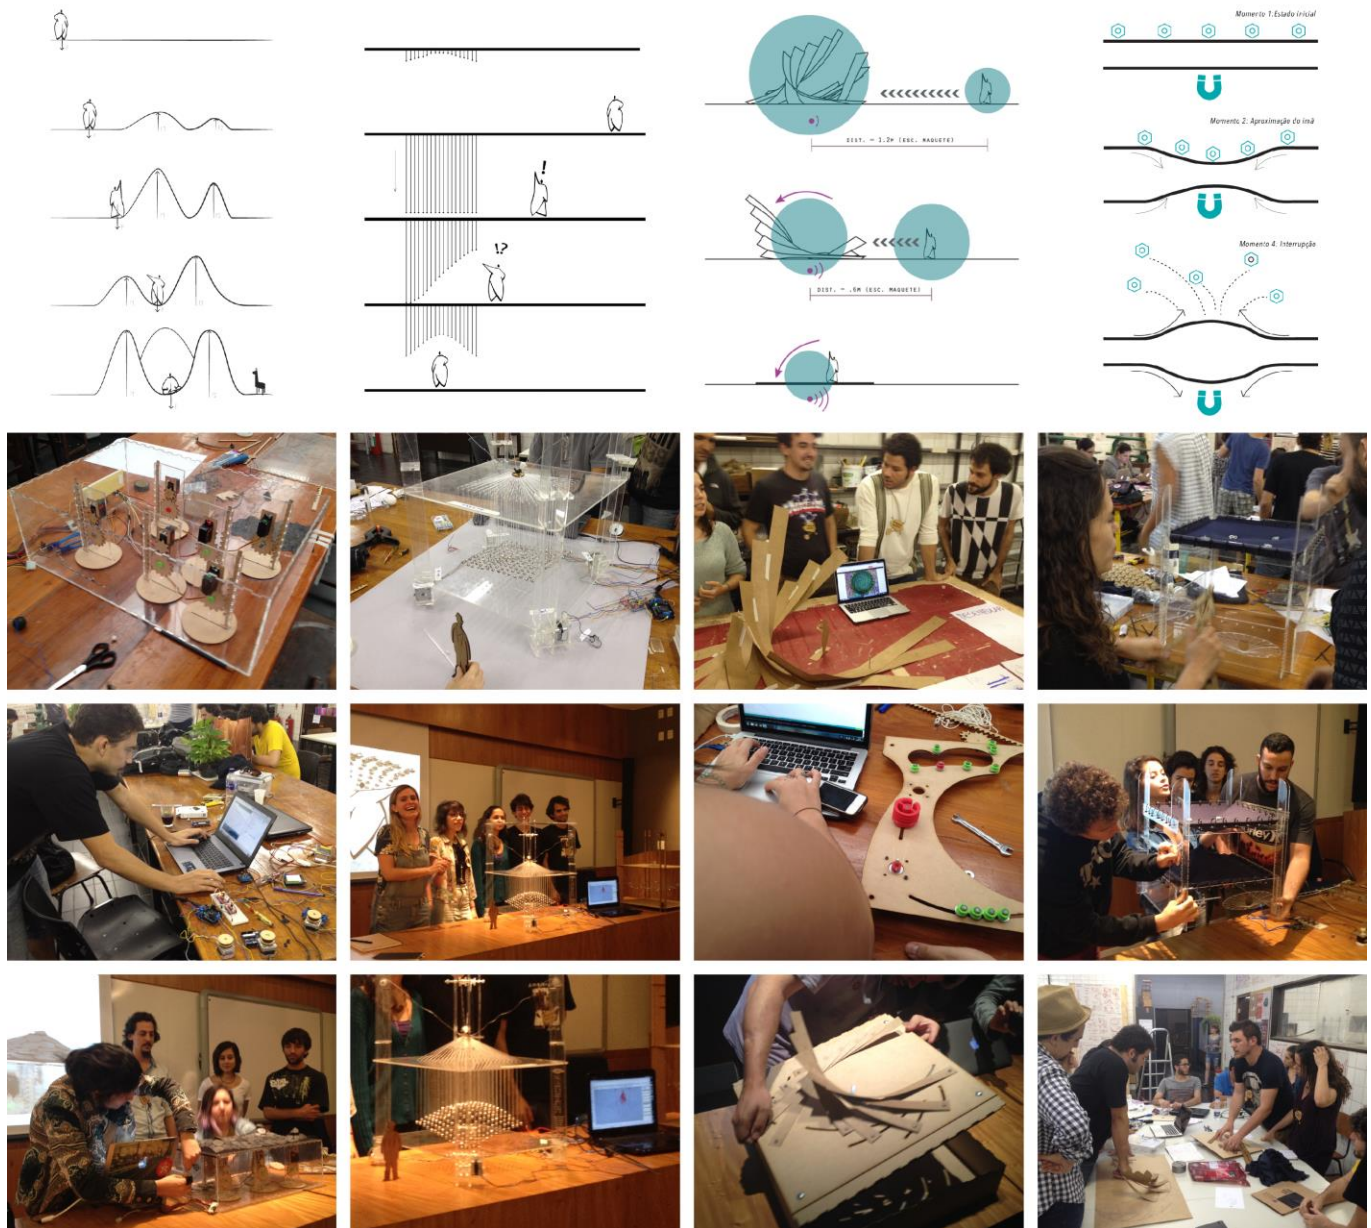 Momento 1:Estado inicial
!
Momento 2: Aproximação do imã
DIST. = 1.2M (ESC. MAQUETE)
!?
Momento 4: Interrupção
DIST. = .5M (ESC. MAQUETE)